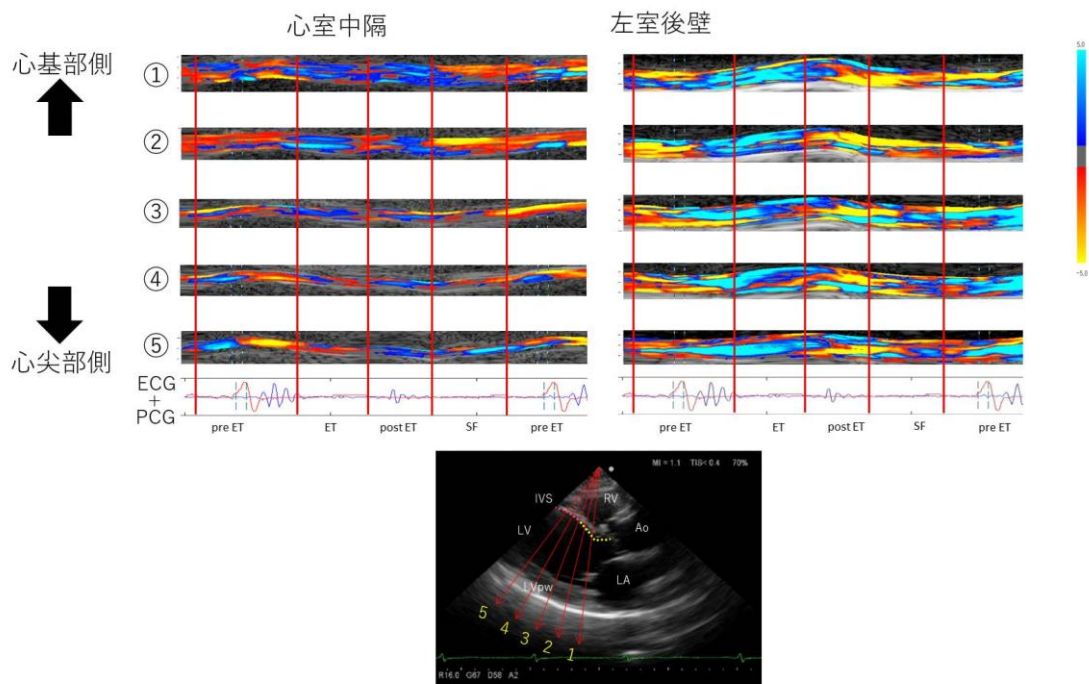 心室中隔
左室後壁
心基部側
①
②
③
④
⑤
心尖部側
5.0
-5.0
ECG
+
PCG
pre ET
ET
post ET
SF
pre ET
pre ET
ET
post ET
SF
pre ET
MI = 1.1 TIS< 0.4 70%
IVS
RV
LV
Ao
LA
LVpw
5
4
3
2
1
R16.0 G67 D58 A2